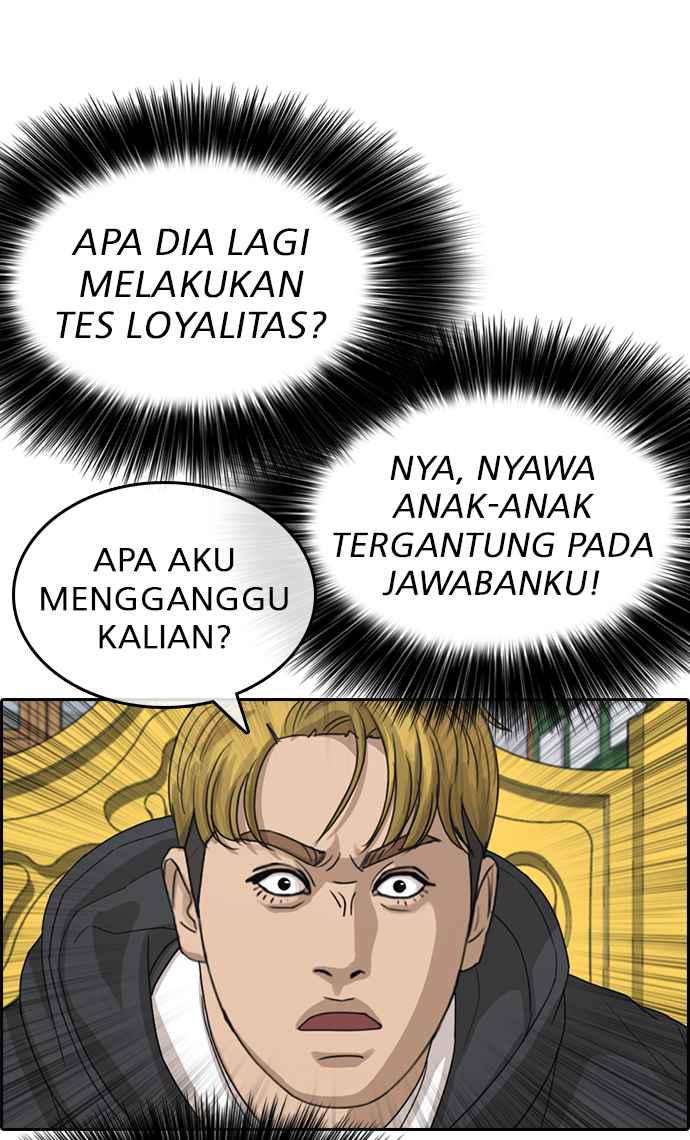 APA DIA LAGI
MELAKUKAN
TES LOYALITAS?
NYA, NYAWA
ANAK-ANAK
TERGANTUNG PADA
JAWABANKU!
APA AKU
MENGGANGGU
KALIAN?